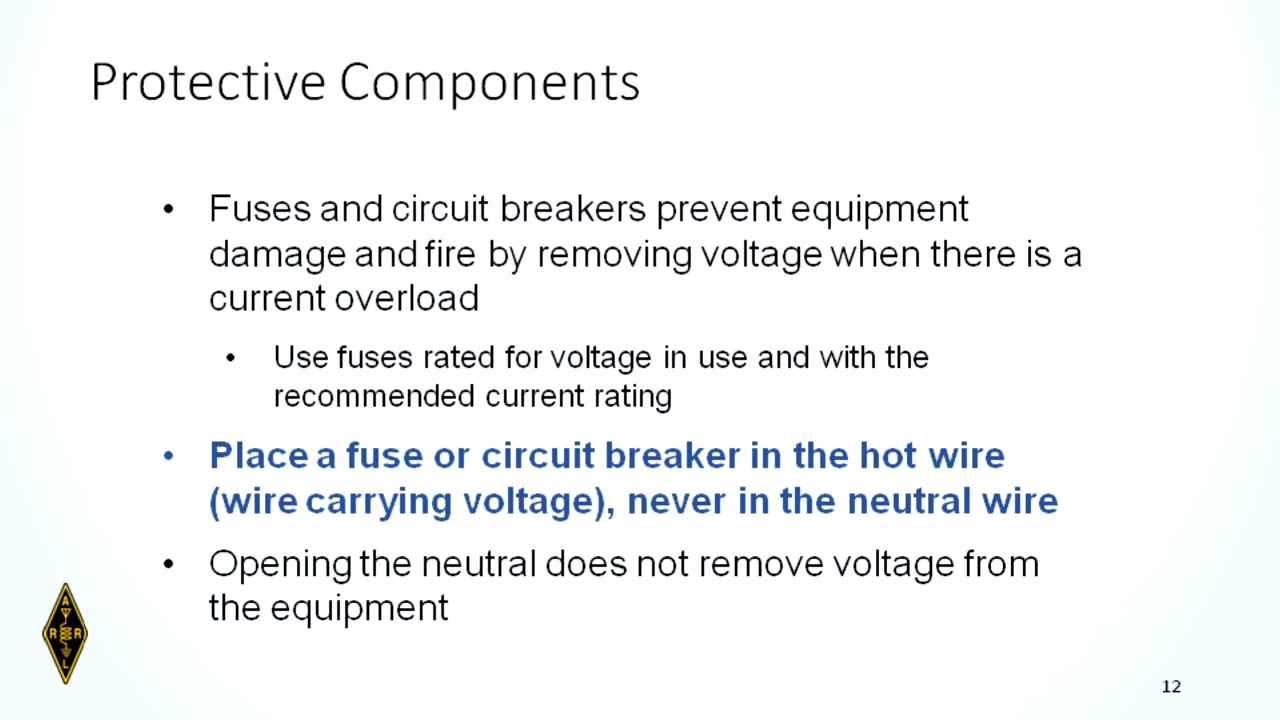 Protective Components
• Fuses and circuit breakers prevent equipment
damage and fire by removing voltage when there is a
current overload
• Use fuses rated for voltage in use and with the
recommended current rating
• Place a fuse or circuit breaker in the hot wire
(wire carrying voltage), never in the neutral wire
• Opening the neutral does not remove voltage from
the equipment
A
R R
L
12